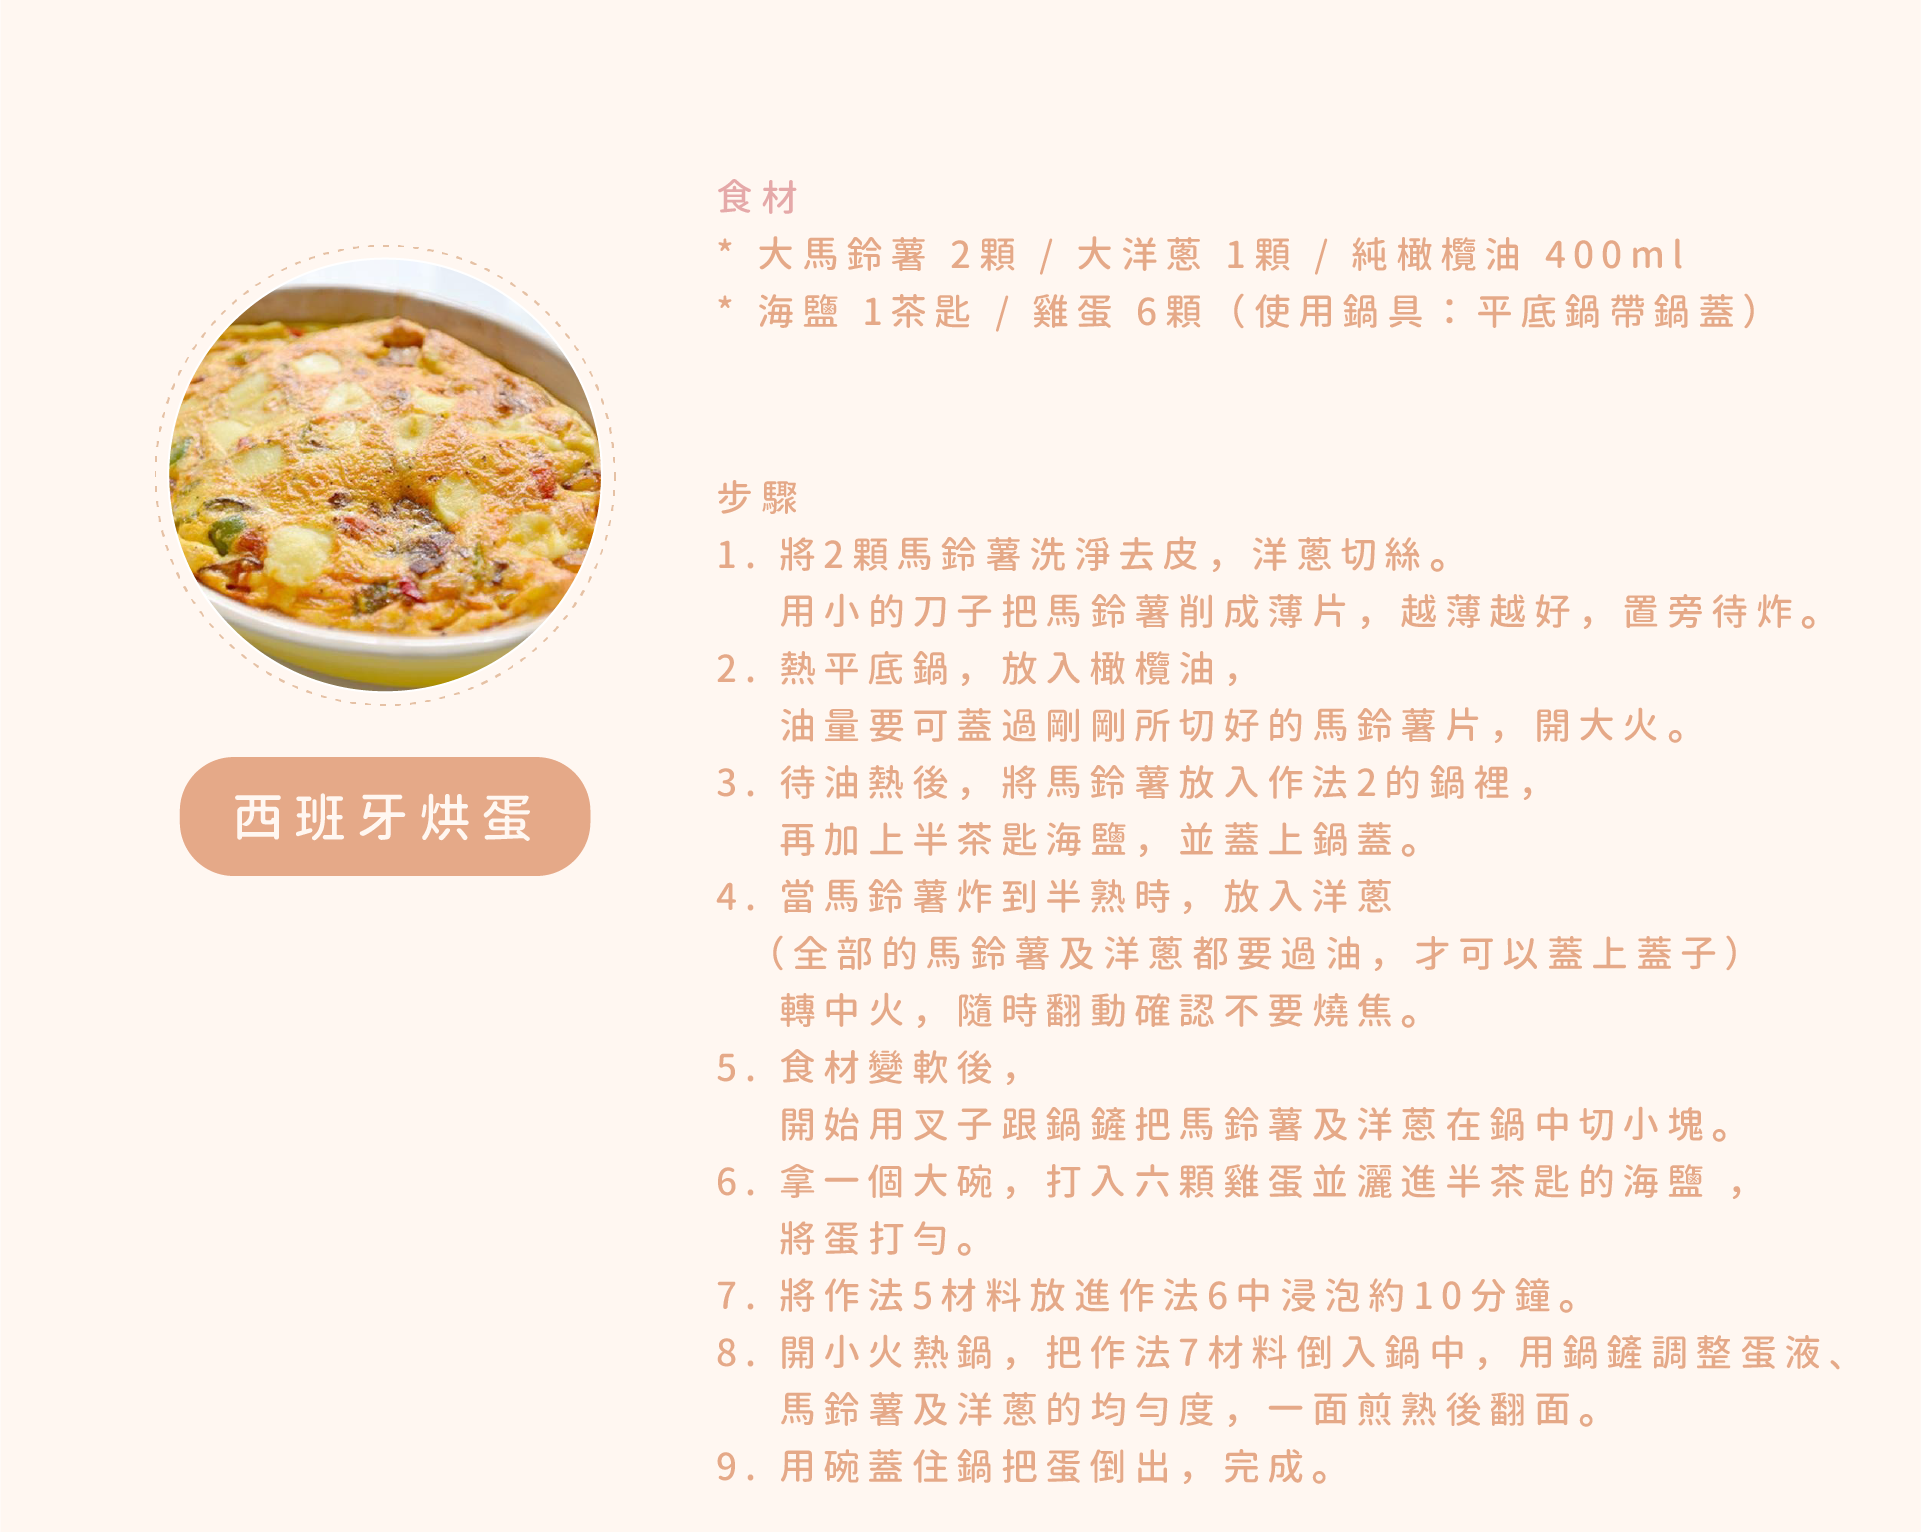 食材
* 大馬鈴薯 2顆 / 大洋蔥 1顆 / 純橄欖油 400ml
* 海鹽 1茶匙 / 雞蛋 6顆（使用鍋具：平底鍋帶鍋蓋）
西班牙烘蛋
步驟
1. 將2顆馬鈴薯洗淨去皮，洋蔥切絲。
用小的刀子把馬鈴薯削成薄片，越薄越好，置旁待炸。
2. 熱平底鍋，放入橄欖油，
油量要可蓋過剛剛所切好的馬鈴薯片，開大火。
3. 待油熱後，將馬鈴薯放入作法2的鍋裡，
再加上半茶匙海鹽，並蓋上鍋蓋。
4. 當馬鈴薯炸到半熟時，放入洋蔥
（全部的馬鈴薯及洋蔥都要過油，才可以蓋上蓋子）
轉中火，隨時翻動確認不要燒焦。
5. 食材變軟後，
開始用叉子跟鍋鏟把馬鈴薯及洋蔥在鍋中切小塊。
6. 拿一個大碗，打入六顆雞蛋並灑進半茶匙的海鹽 ，
將蛋打勻。
7. 將作法5材料放進作法6中浸泡約10分鐘。
8. 開小火熱鍋，把作法7材料倒入鍋中，用鍋鏟調整蛋液、
馬鈴薯及洋蔥的均勻度，一面煎熟後翻面。
9. 用碗蓋住鍋把蛋倒出，完成。